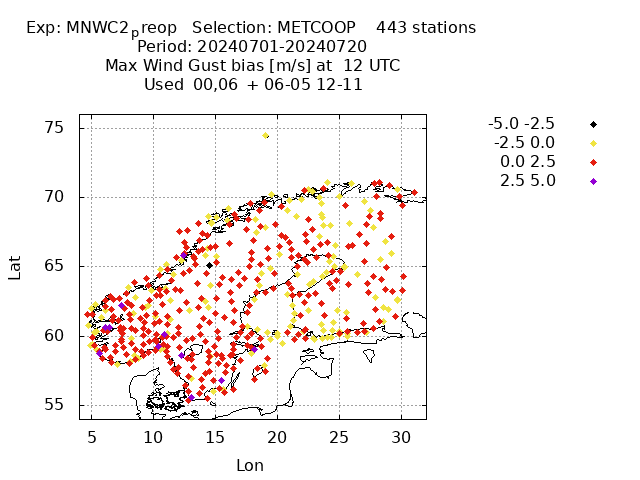 Exp: MNWC2_preop   Selection: METCOOP    443 stations
Period: 20240701-20240720
Max Wind Gust bias [m/s] at  12 UTC
Used  00,06 + 06-05 12-11
-5.0 -2.5
-2.5 0.0
0.0 2.5
2.5 5.0
75
70
65
60
55
Lat
5 10 15 20 25 30
Lon